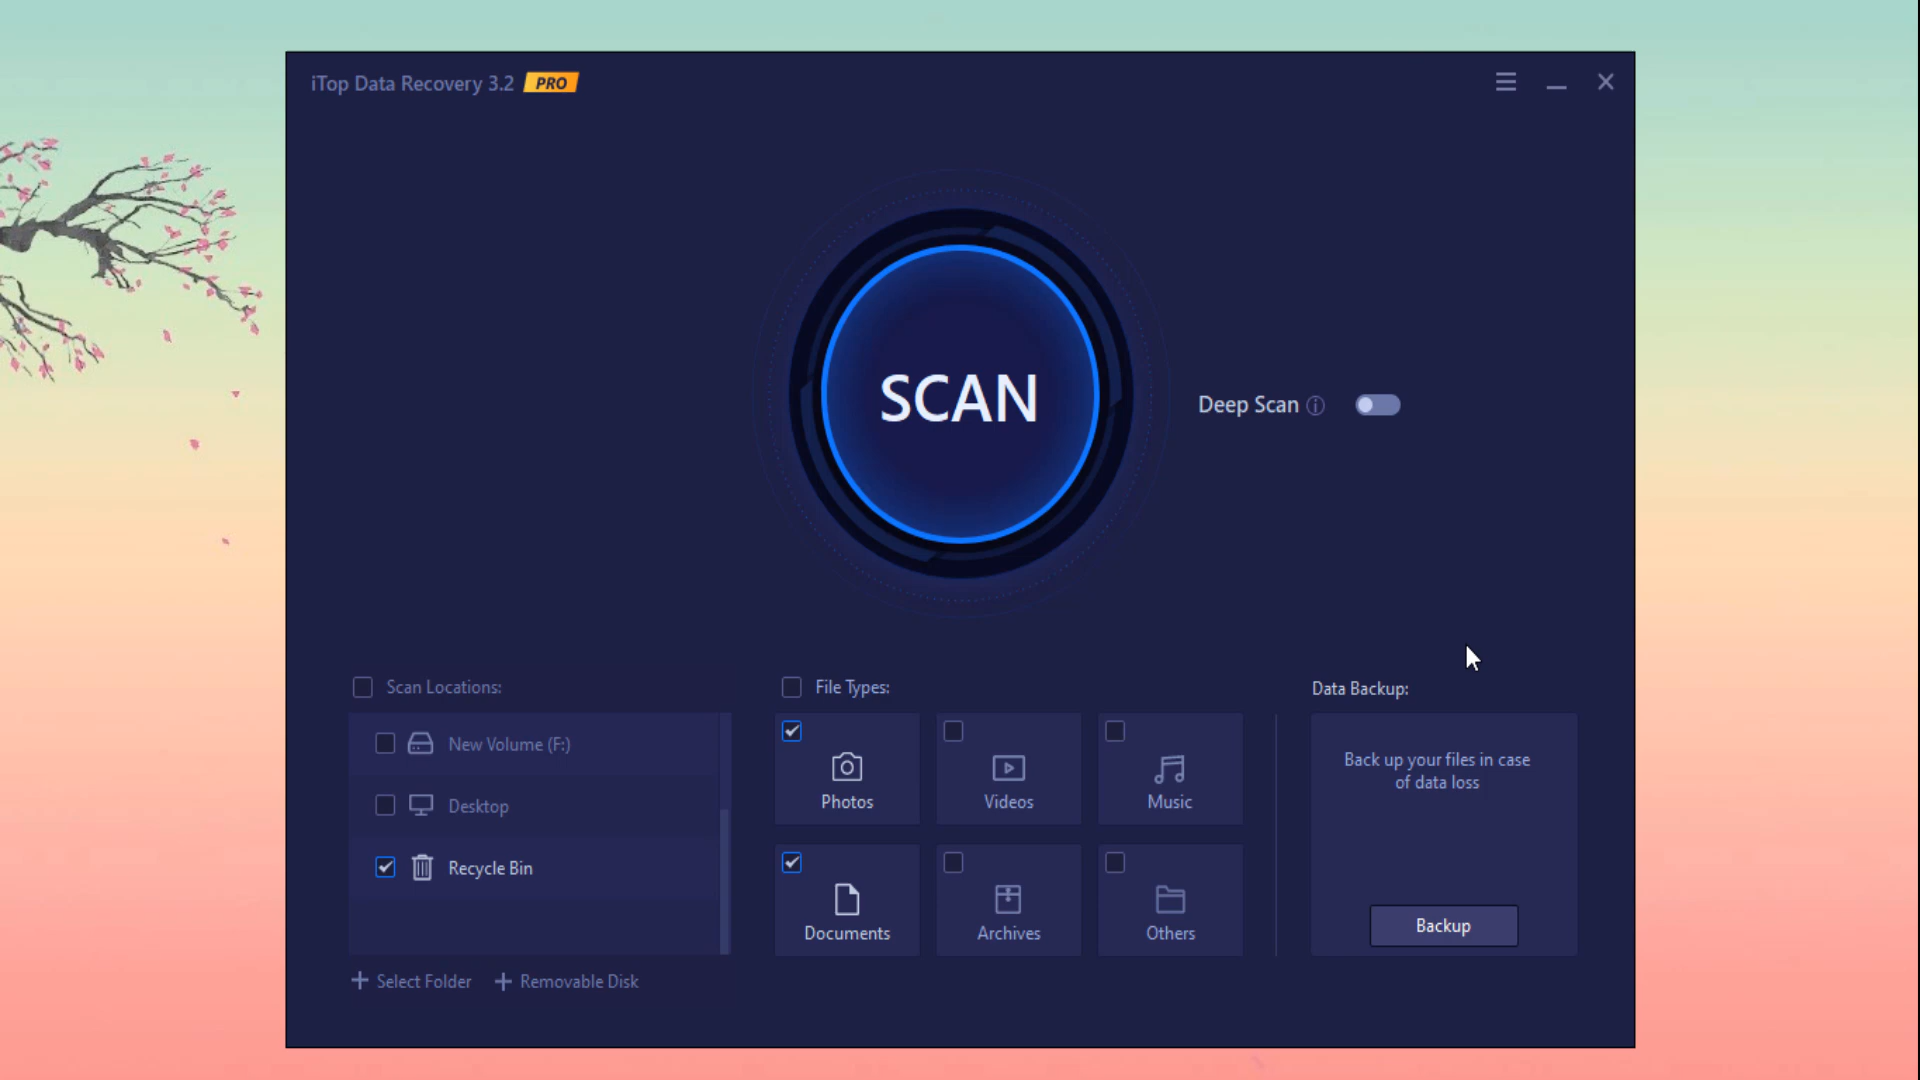 iTop Data Recovery 3.2 PRO
SCAN
Deep Scan
Scan Locations:
New Volume (F:)
Desktop
Recycle Bin
Select Folder
Removable Disk
File Types:
Photos
Videos
Music
Documents
Archives
Others
Data Backup:
Back up your files in case
of data loss
Backup